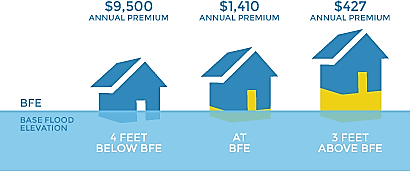 $9,500
ANNUAL PREMIUM
$1,410
ANNUAL PREMIUM
$427
ANNUAL PREMIUM
BFE
BASE FLOOD
ELEVATION
4 FEET
BELOW BFE
AT
BFE
3 FEET
ABOVE BFE